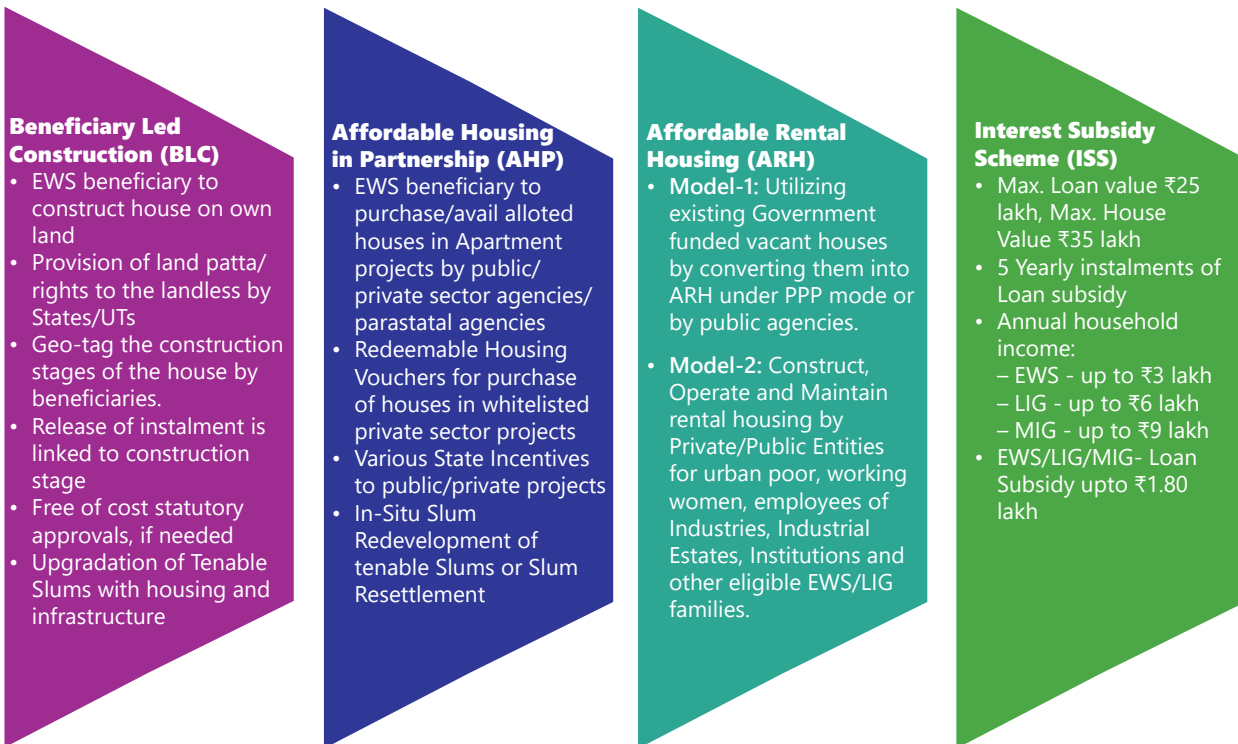 Beneficiary Led
Construction (BLC)
• EWS beneficiary to
construct house on own
land
• Provision of land patta/
rights to the landless by
States/UTs
• Geo-tag the construction
stages of the house by
beneficiaries.
• Release of instalment is
linked to construction
stage
• Free of cost statutory
approvals, if needed
• Upgradation of Tenable
Slums with housing and
infrastructure
Affordable Housing
in Partnership (AHP)
• EWS beneficiary to
purchase/avail alloted
houses in Apartment
projects by public/
private sector agencies/
parastatal agencies
• Redeemable Housing
Vouchers for purchase
of houses in whitelisted
private sector projects
• Various State Incentives
to public/private projects
• In-Situ Slum
Redevelopment of
tenable Slums or Slum
Resettlement
Affordable Rental
Housing (ARH)
• Model-1: Utilizing
existing Government
funded vacant houses
by converting them into
ARH under PPP mode or
by public agencies.
• Model-2: Construct,
Operate and Maintain
rental housing by
Private/Public Entities
for urban poor, working
women, employees of
Industries, Industrial
Estates, Institutions and
other eligible EWS/LIG
families.
Interest Subsidy
Scheme (ISS)
• Max. Loan value ₹25
lakh, Max. House
Value ₹35 lakh
• 5 Yearly instalments of
Loan subsidy
• Annual household
income:
– EWS - up to ₹3 lakh
– LIG - up to ₹6 lakh
– MIG - up to ₹9 lakh
• EWS/LIG/MIG- Loan
Subsidy upto ₹1.80
lakh